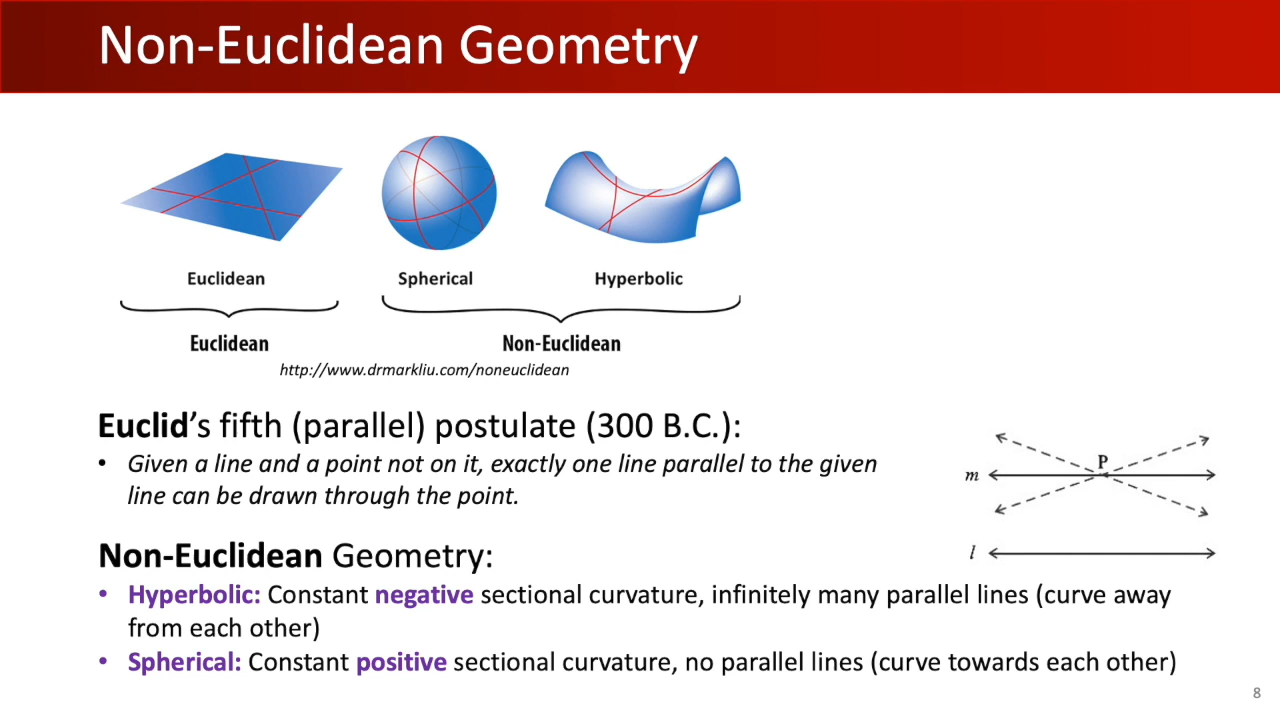 Non-Euclidean Geometry
Euclidean
Spherical
Hyperbolic
Euclidean
Non-Euclidean
http://www.drmarkliu.com/noneuclidean
Euclid's fifth (parallel) postulate (300 B.C.):
• Given a line and a point not on it, exactly one line parallel to the given
line can be drawn through the point.
P
m
l
Non-Euclidean Geometry:
• Hyperbolic: Constant negative sectional curvature, infinitely many parallel lines (curve away
from each other)
• Spherical: Constant positive sectional curvature, no parallel lines (curve towards each other)
8